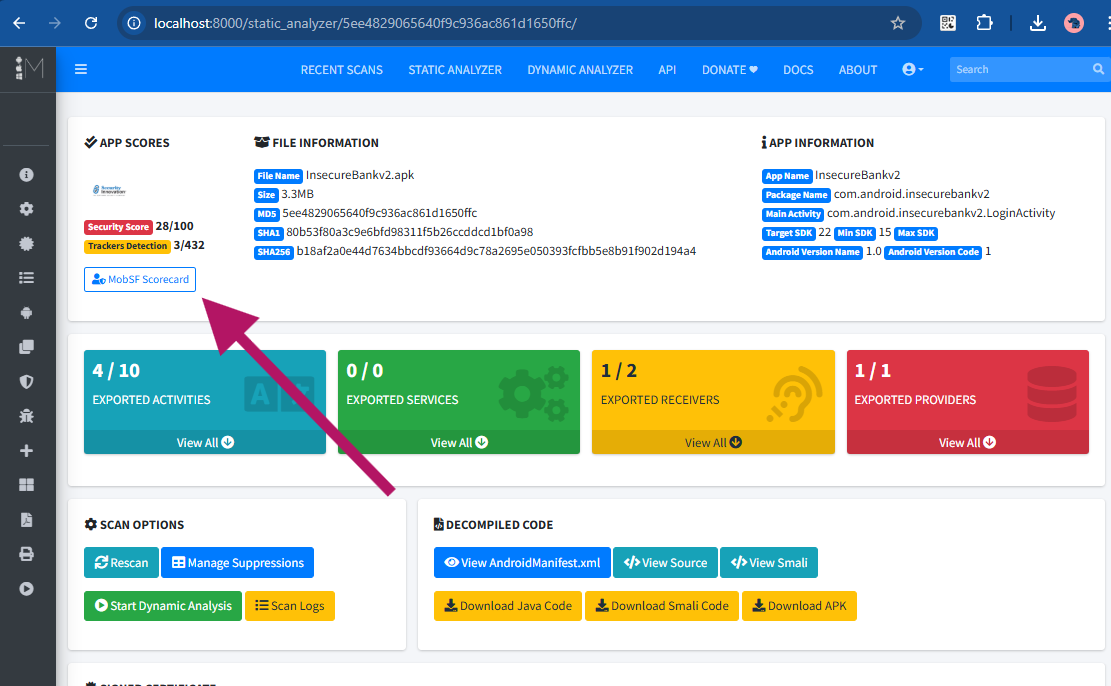 localhost:8000/static_analyzer/5ee4829065640f9c936ac861d1650ffc/
RECENT SCANS STATIC ANALYZER DYNAMIC ANALYZER API DONATE DOCS ABOUT Search
APP SCORES
Security Score 28/100
Trackers Detection 3/432
MobSF Scorecard
FILE INFORMATION
File Name InsecureBankv2.apk
Size 3.3MB
MD5 5ee4829065640f9c936ac861d1650ffc
SHA1 80b53f80a3c9e6bfd98311f5b26ccddcd1bf0a98
SHA256 b18af2a0e44d7634bbcdf93664d9c78a2695e050393fcfbb5e8b91f902d194a4
APP INFORMATION
App Name InsecureBankv2
Package Name com.android.insecurebankv2
Main Activity com.android.insecurebankv2.LoginActivity
Target SDK 22 Min SDK 15 Max SDK
Android Version Name 1.0 Android Version Code 1
4 / 10
EXPORTED ACTIVITIES
View All
0 / 0
EXPORTED SERVICES
View All
1 / 2
EXPORTED RECEIVERS
View All
1 / 1
EXPORTED PROVIDERS
View All
SCAN OPTIONS
Rescan Manage Suppressions
Start Dynamic Analysis Scan Logs
DECOMPILED CODE
View AndroidManifest.xml View Source View Smali
Download Java Code Download Smali Code Download APK